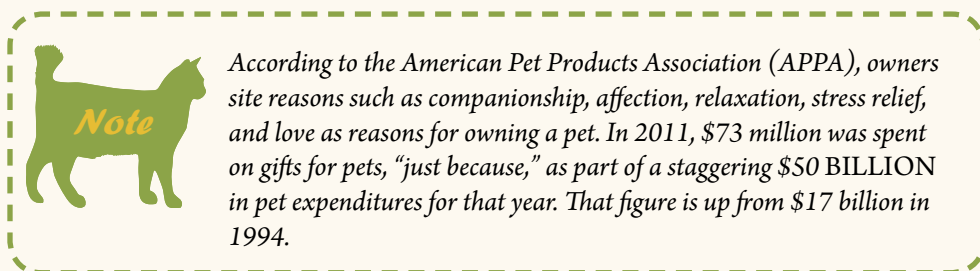 Note
According to the American Pet Products Association (APPA), owners
site reasons such as companionship, affection, relaxation, stress relief,
and love as reasons for owning a pet. In 2011, $73 million was spent
on gifts for pets, “just because,” as part of a staggering $50 BILLION
in pet expenditures for that year. That figure is up from $17 billion in
1994.